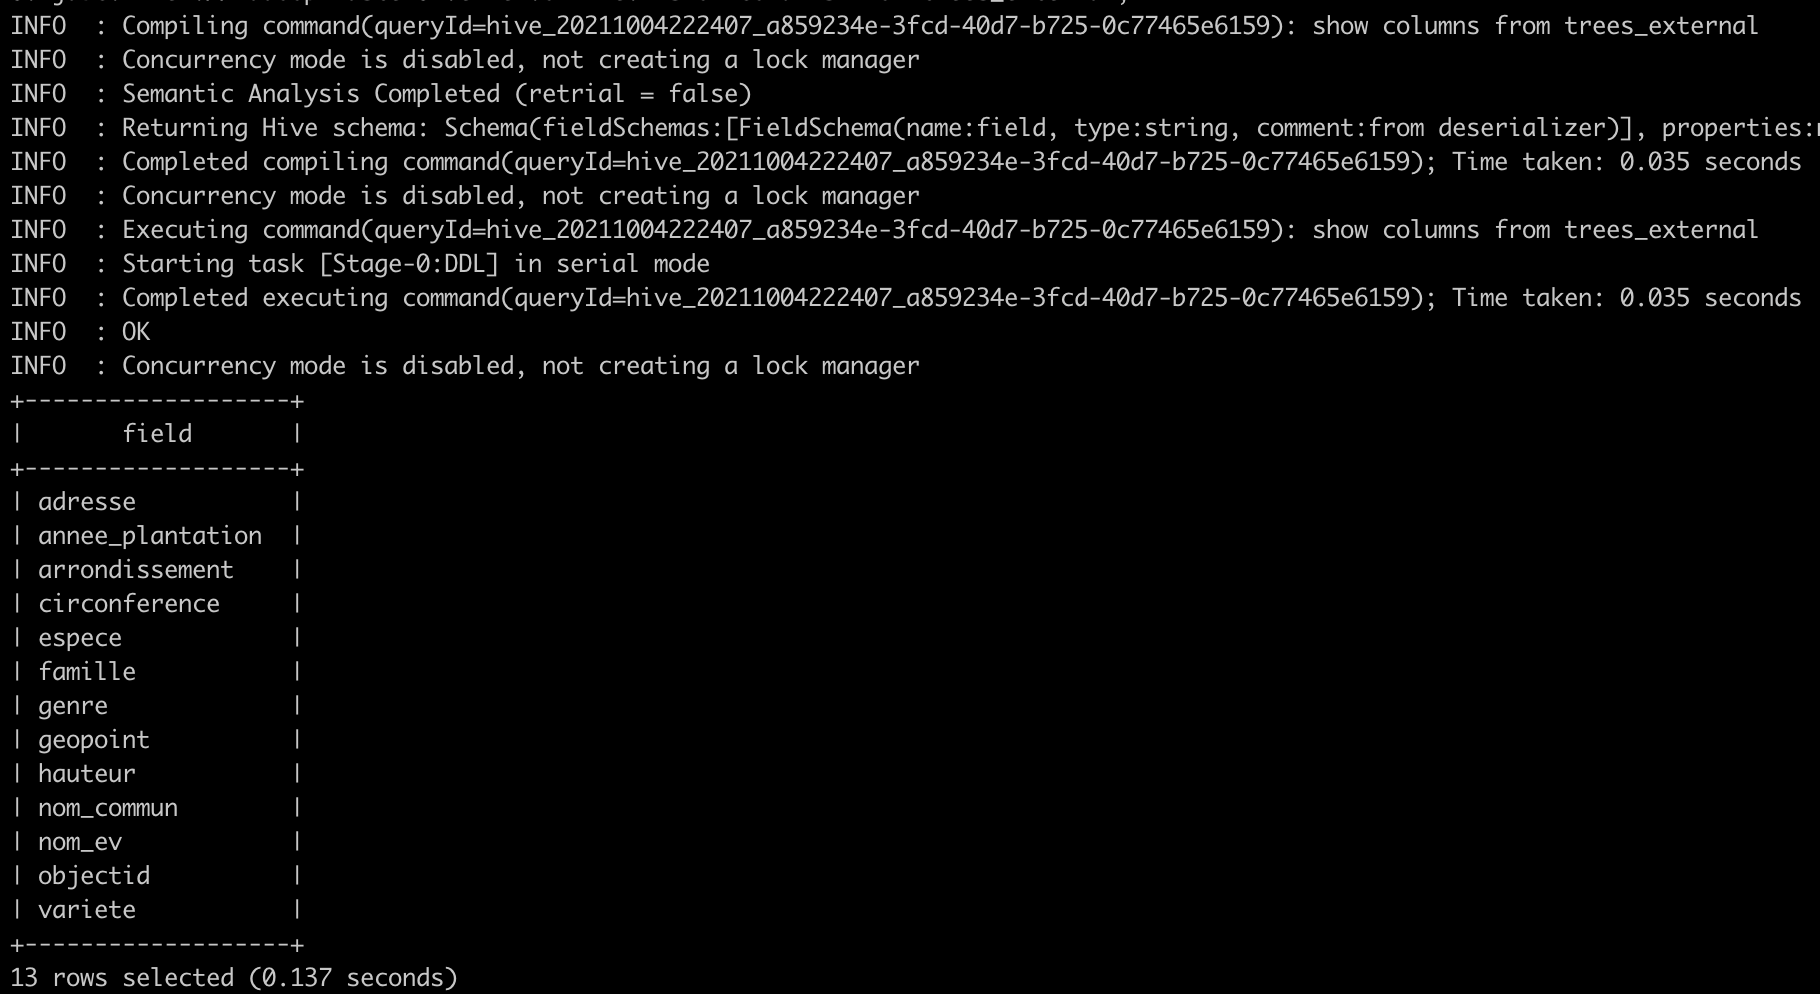 INFO  : Compiling command(queryId=hive_20211004222407_a859234e-3fcd-40d7-b725-0c77465e6159): show columns from trees_external
INFO  : Concurrency mode is disabled, not creating a lock manager
INFO  : Semantic Analysis Completed (retrial = false)
INFO  : Returning Hive schema: Schema(fieldSchemas:[FieldSchema(name:field, type:string, comment:from deserializer)], properties:
INFO  : Completed compiling command(queryId=hive_20211004222407_a859234e-3fcd-40d7-b725-0c77465e6159); Time taken: 0.035 seconds
INFO  : Concurrency mode is disabled, not creating a lock manager
INFO  : Executing command(queryId=hive_20211004222407_a859234e-3fcd-40d7-b725-0c77465e6159): show columns from trees_external
INFO  : Starting task [Stage-0:DDL] in serial mode
INFO  : Completed executing command(queryId=hive_20211004222407_a859234e-3fcd-40d7-b725-0c77465e6159); Time taken: 0.035 seconds
INFO  : OK
INFO  : Concurrency mode is disabled, not creating a lock manager
+-------------------+
|       field       |
+-------------------+
| adresse           |
| annee_plantation  |
| arrondissement    |
| circonference     |
| espece            |
| famille           |
| genre             |
| geopoint          |
| hauteur           |
| nom_commun        |
| nom_ev            |
| objectid          |
| variete           |
+-------------------+
13 rows selected (0.137 seconds)